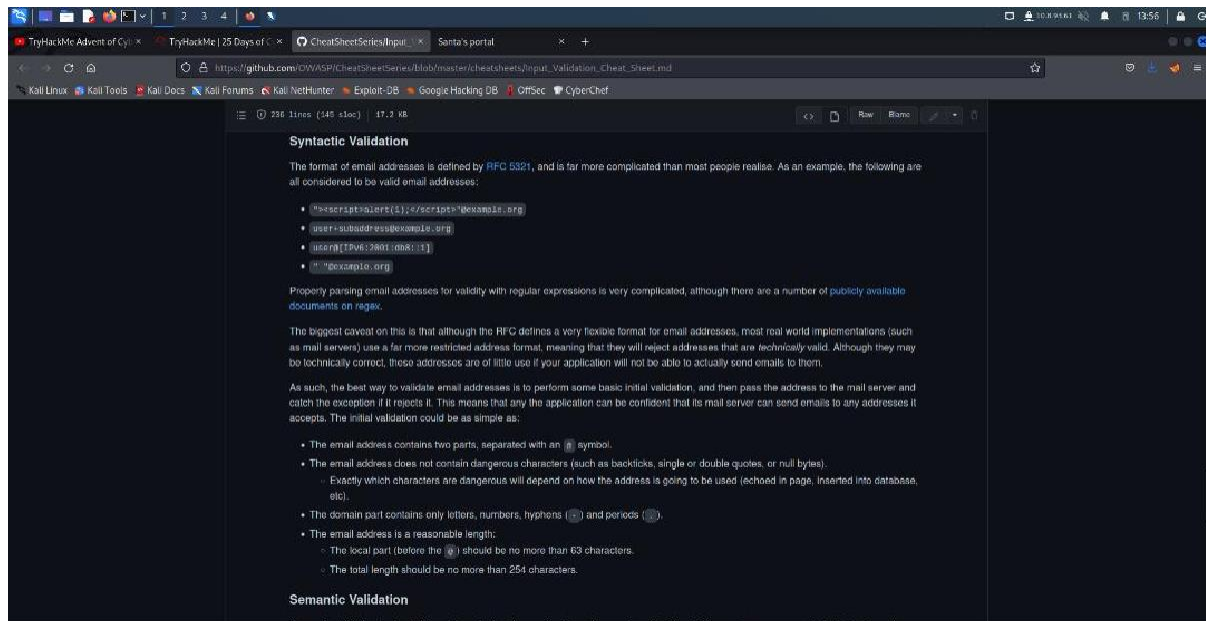 1 2 3 4
10.8.91.61
13:56
TryHackMe Advent of Cyb
TryHackMe | 25 Days of C
CheatSheetSeries/Input_V
Santa's portal
https://github.com/OWASP/CheatSheetSeries/blob/master/cheatsheets/Input_Validation_Cheat_Sheet.md
Kali Linux Kali Tools Kali Docs Kali Forums Kali NetHunter Exploit-DB Google Hacking DB OffSec CyberChef
236 lines (145 sloc) | 17.2 KB
Raw Blame
Syntactic Validation
The format of email addresses is defined by RFC 5321, and is far more complicated than most people realise. As an example, the following are
all considered to be valid email addresses:
• "><script>alert(1);</script>"@example.org
• user+subaddress@example.org
• user@[IPv6:2001:db8::1]
• " "@example.org
Properly parsing email addresses for validity with regular expressions is very complicated, although there are a number of publicly available
documents on regex.
The biggest caveat on this is that although the RFC defines a very flexible format for email addresses, most real world implementations (such
as mail servers) use a far more restricted address format, meaning that they will reject addresses that are technically valid. Although they may
be technically correct, these addresses are of little use if your application will not be able to actually send emails to them.
As such, the best way to validate email addresses is to perform some basic initial validation, and then pass the address to the mail server and
catch the exception if it rejects it. This means that any the application can be confident that its mail server can send emails to any addresses it
accepts. The initial validation could be as simple as:
• The email address contains two parts, separated with an @ symbol.
• The email address does not contain dangerous characters (such as backticks, single or double quotes, or null bytes).
◦ Exactly which characters are dangerous will depend on how the address is going to be used (echoed in page, inserted into database,
etc).
• The domain part contains only letters, numbers, hyphens ( - ) and periods ( . ).
• The email address is a reasonable length:
◦ The local part (before the @ ) should be no more than 63 characters.
◦ The total length should be no more than 254 characters.
Semantic Validation